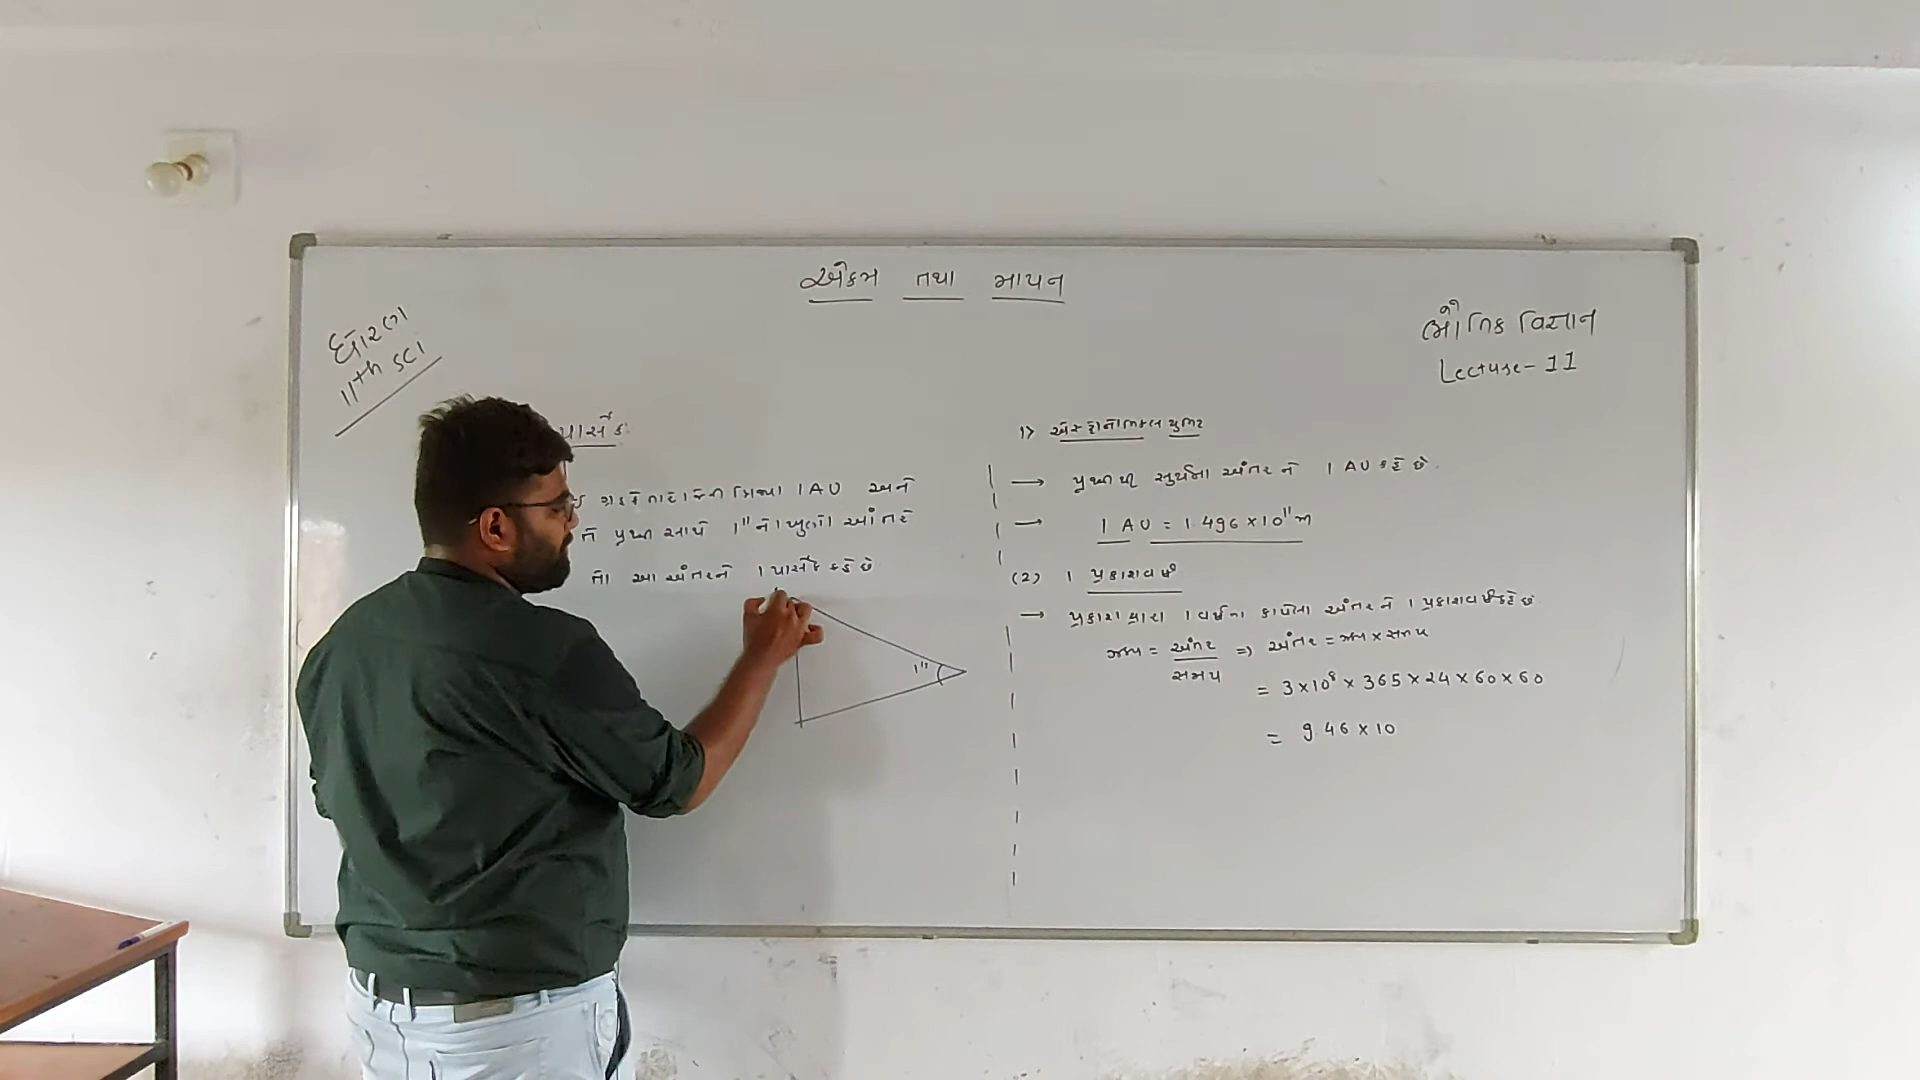 એકમ તથા માપન
ધોરણ
11th SCI
ભૌતિક વિજ્ઞાન
Lecture-11
પાર્સેક
ત્રિજ્યા 1 AU અને
પૃથ્વી સાથે 1" નો ખુણો આંતરે
તો આ અંતરને 1 પાર્સેક કહે છે
1"
1> એસ્ટ્રોનોમિકલ યુનિટ
→ પૃથ્વીથી સુર્યના અંતરને 1 AU કહે છે.
→ 1 AU = 1.496×10¹¹ m
(2) 1 પ્રકાશવર્ષ
→ પ્રકાશ દ્વારા 1 વર્ષમાં કાપેલા અંતરને 1 પ્રકાશવર્ષ કહે છે
ઝડપ = અંતર / સમય => અંતર = ઝડપ × સમય
= 3×10⁸ × 365 × 24 × 60 × 60
= 9.46 × 10